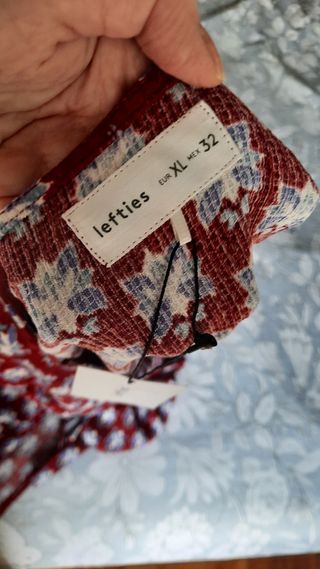 lefties
EUR XL MEX 32